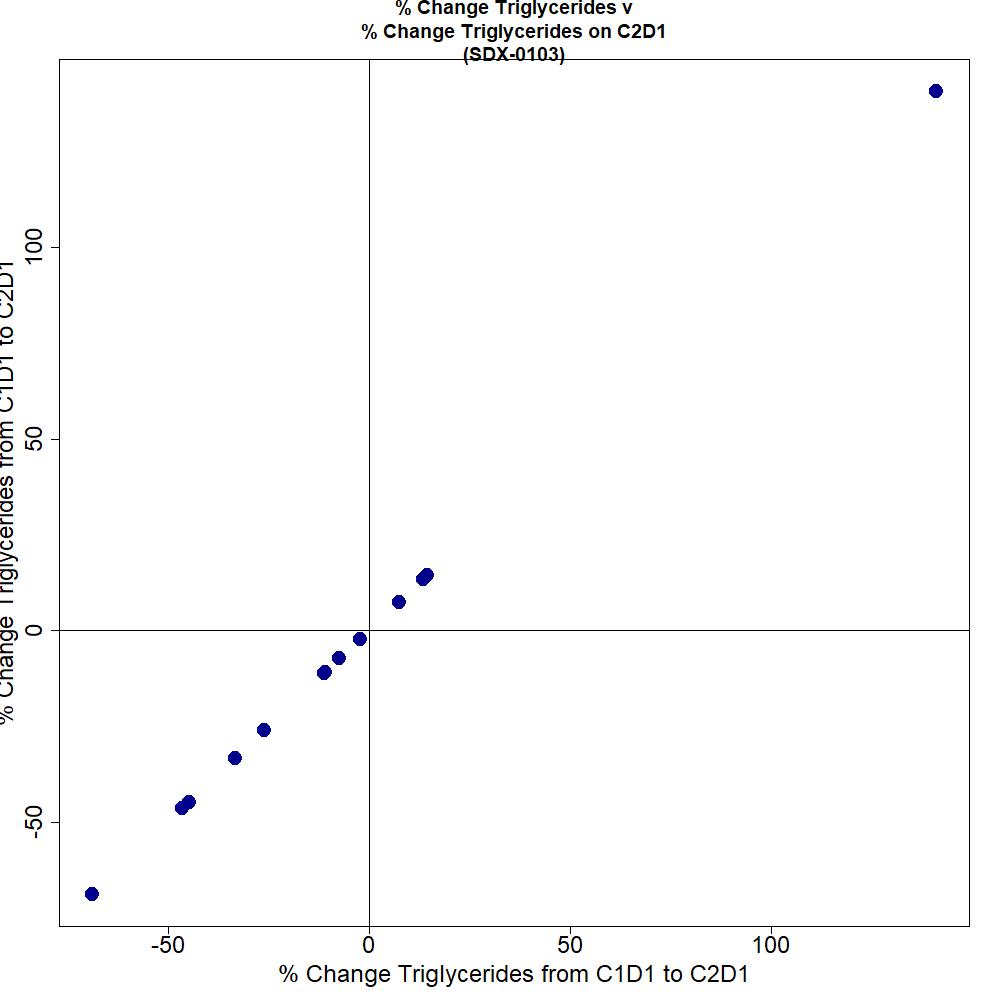 % Change Triglycerides v
% Change Triglycerides on C2D1
(SDX-0103)
% Change Triglycerides from C1D1 to C2D1
100
50
0
-50
-50
0
50
100
% Change Triglycerides from C1D1 to C2D1